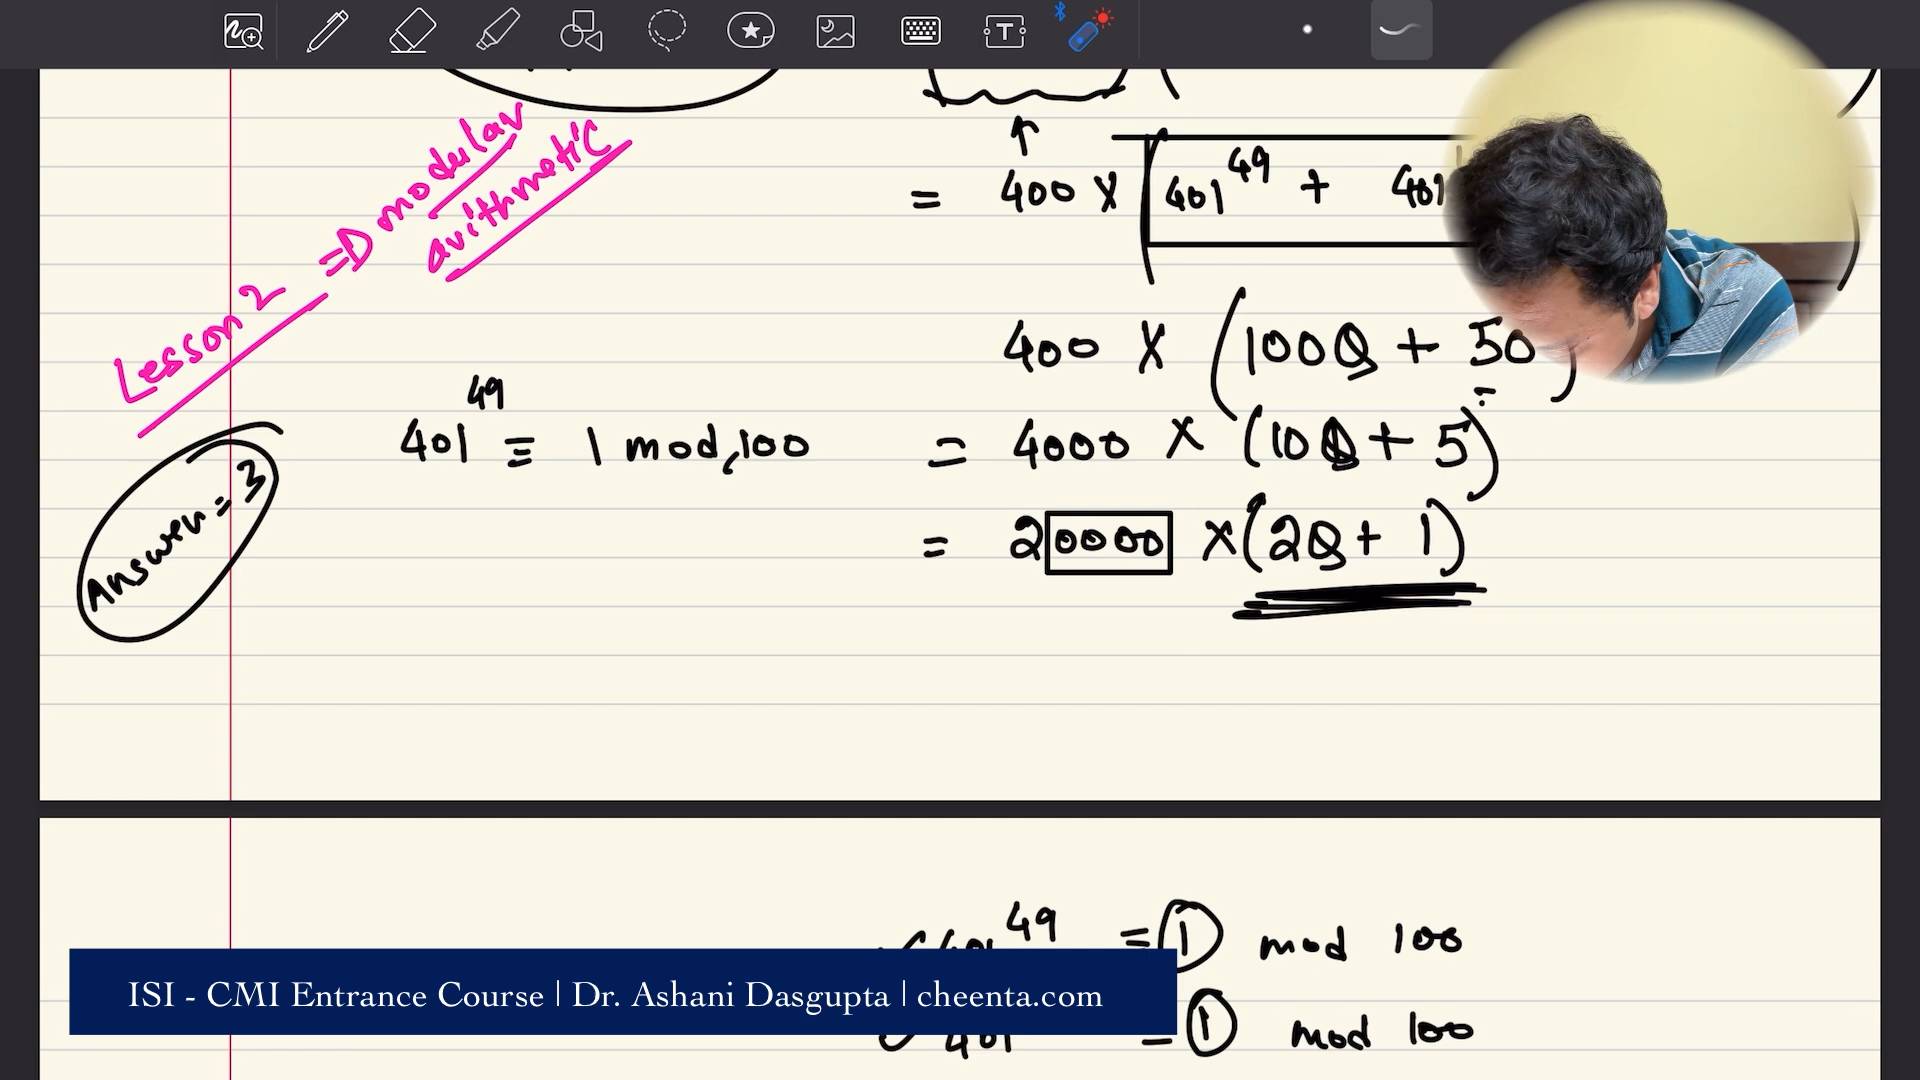 Lesson 2 ⇒ modular
arithmetic
= 400 × (401^49 + 401
400 × (100Q + 50)
401^49 ≡ 1 mod 100
= 4000 × (10Q + 5)
Answer = 3
= 20000 × (2Q + 1)
401^49 = 1 mod 100
401 = 1 mod 100
ISI - CMI Entrance Course | Dr. Ashani Dasgupta | cheenta.com